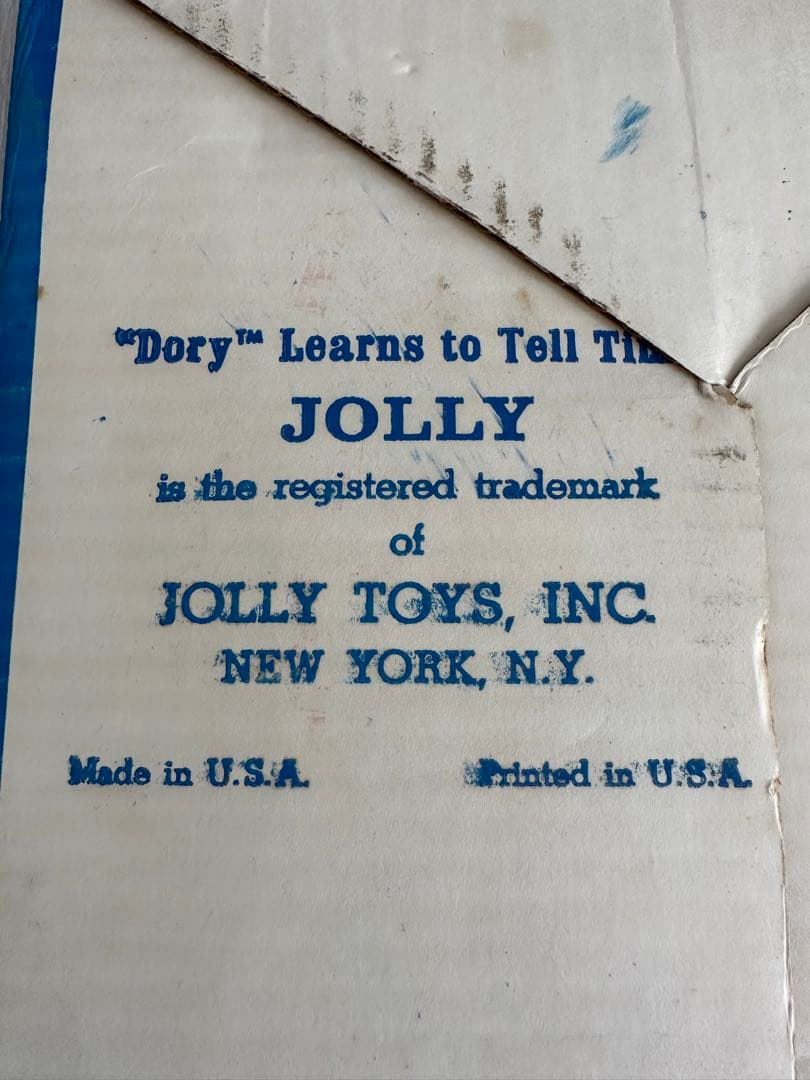 “Dory™ Learns to Tell
JOLLY
is the registered trademark
of
JOLLY TOYS, INC.
NEW YORK, N.Y.
Made in U.S.A. Printed in U.S.A.